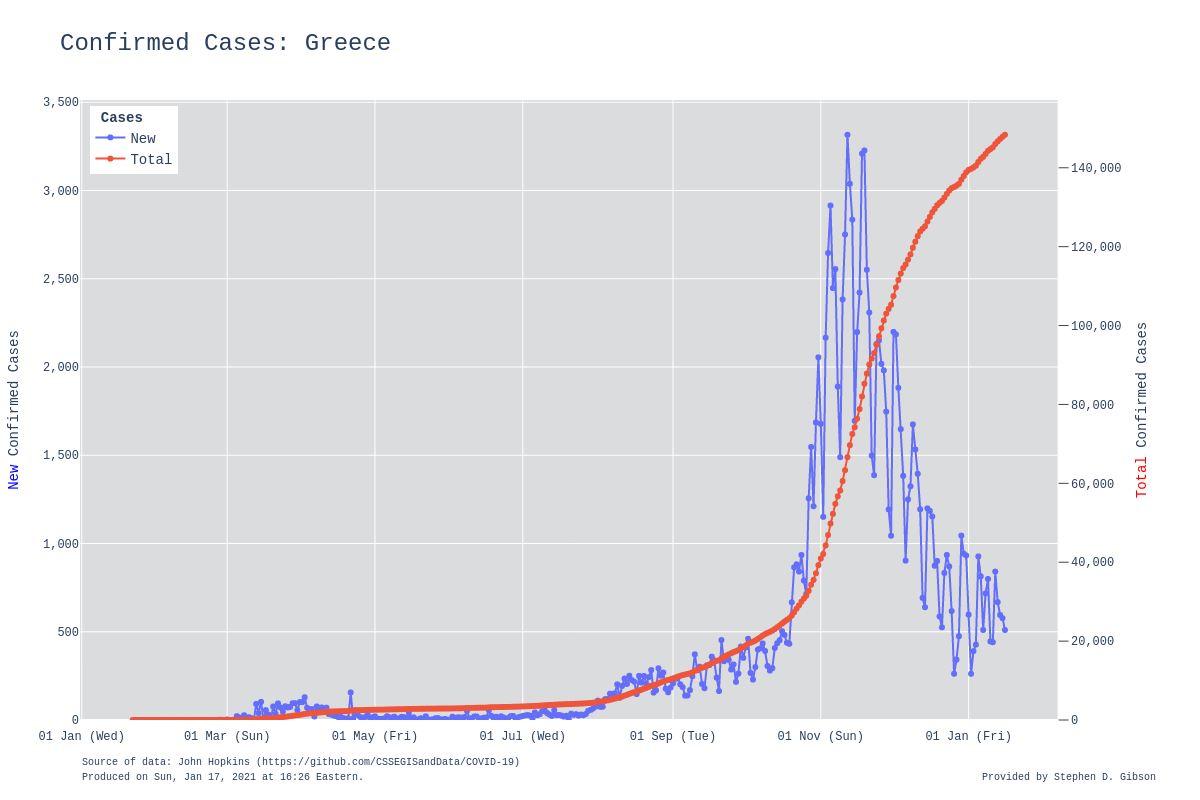 Confirmed Cases: Greece
Cases
New
Total
3,500
3,000
2,500
2,000
1,500
1,000
500
0
140,000
120,000
100,000
80,000
60,000
40,000
20,000
0
New Confirmed Cases
Total Confirmed Cases
01 Jan (Wed)
01 Mar (Sun)
01 May (Fri)
01 Jul (Wed)
01 Sep (Tue)
01 Nov (Sun)
01 Jan (Fri)
Source of data: John Hopkins (https://github.com/CSSEGISandData/COVID-19)
Produced on Sun, Jan 17, 2021 at 16:26 Eastern.
Provided by Stephen D. Gibson